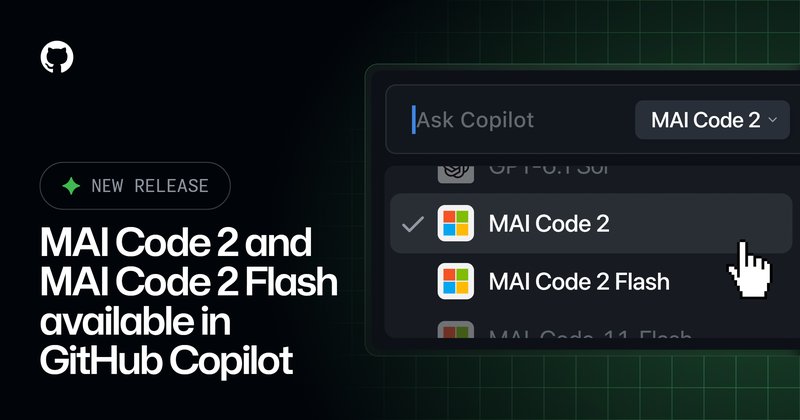 NEW RELEASE
MAI Code 2 and
MAI Code 2 Flash
available in
GitHub Copilot
Ask Copilot
MAI Code 2
MAI Code 2
MAI Code 2 Flash